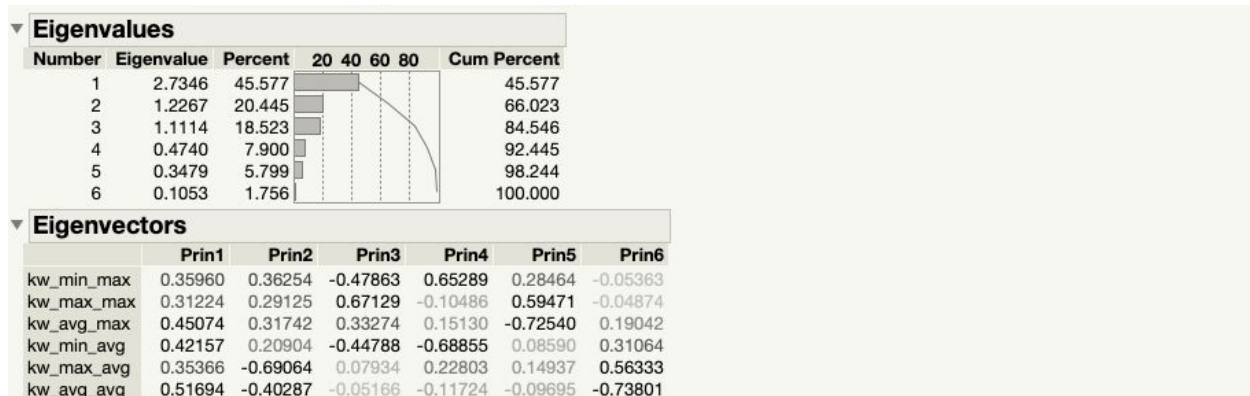 Eigenvalues
Number Eigenvalue Percent 20 40 60 80 Cum Percent
1 2.7346 45.577 45.577
2 1.2267 20.445 66.023
3 1.1114 18.523 84.546
4 0.4740 7.900 92.445
5 0.3479 5.799 98.244
6 0.1053 1.756 100.000
Eigenvectors
Prin1 Prin2 Prin3 Prin4 Prin5 Prin6
kw_min_max 0.35960 0.36254 -0.47863 0.65289 0.28464 -0.05363
kw_max_max 0.31224 0.29125 0.67129 -0.10486 0.59471 -0.04874
kw_avg_max 0.45074 0.31742 0.33274 0.15130 -0.72540 0.19042
kw_min_avg 0.42157 0.20904 -0.44788 -0.68855 0.08590 0.31064
kw_max_avg 0.35366 -0.69064 0.07934 0.22803 0.14937 0.56333
kw_avg_avg 0.51694 -0.40287 -0.05166 -0.11724 -0.09695 -0.73801